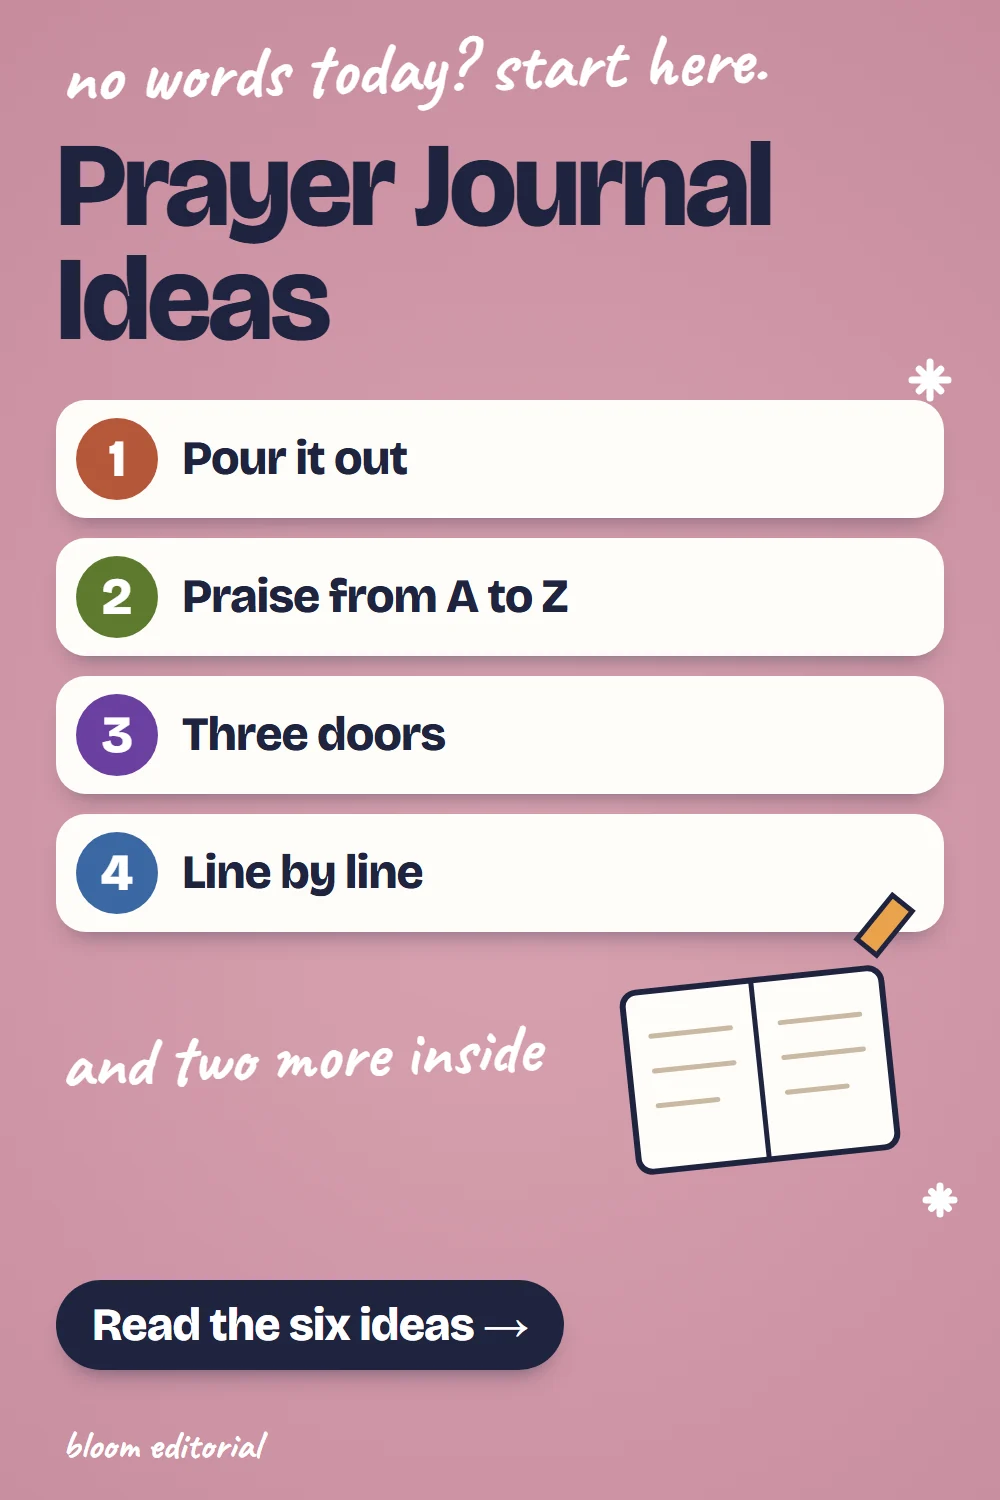 no words today? start here.
Prayer Journal
Ideas
1 Pour it out
2 Praise from A to Z
3 Three doors
4 Line by line
and two more inside
Read the six ideas →
bloom editorial